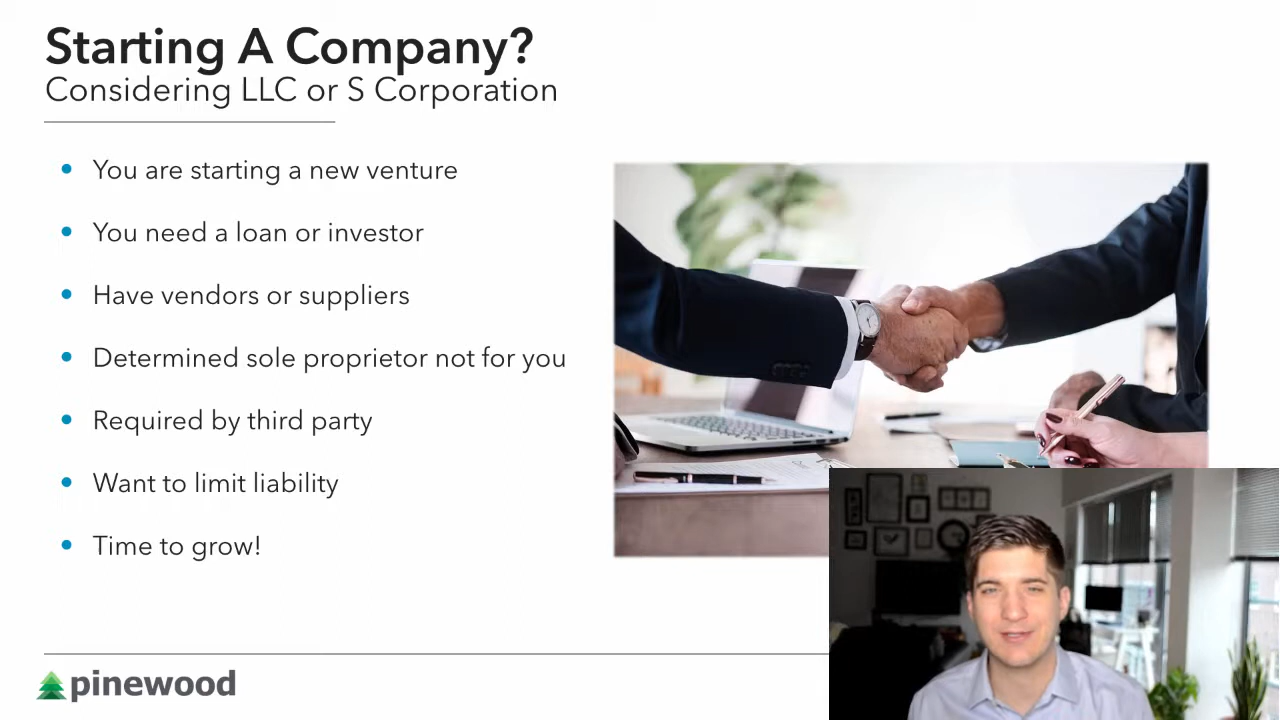 Starting A Company?
Considering LLC or S Corporation
You are starting a new venture
You need a loan or investor
Have vendors or suppliers
Determined sole proprietor not for you
Required by third party
Want to limit liability
Time to grow!
pinewood